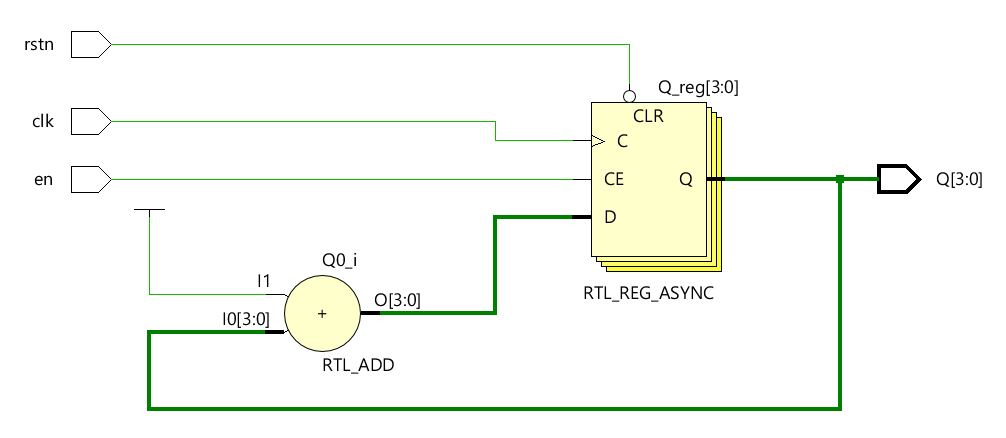 rstn
Q_reg[3:0]
CLR
clk
C
en
CE
Q
Q[3:0]
D
Q0_i
I1
O[3:0]
RTL_REG_ASYNC
I0[3:0]
+
RTL_ADD